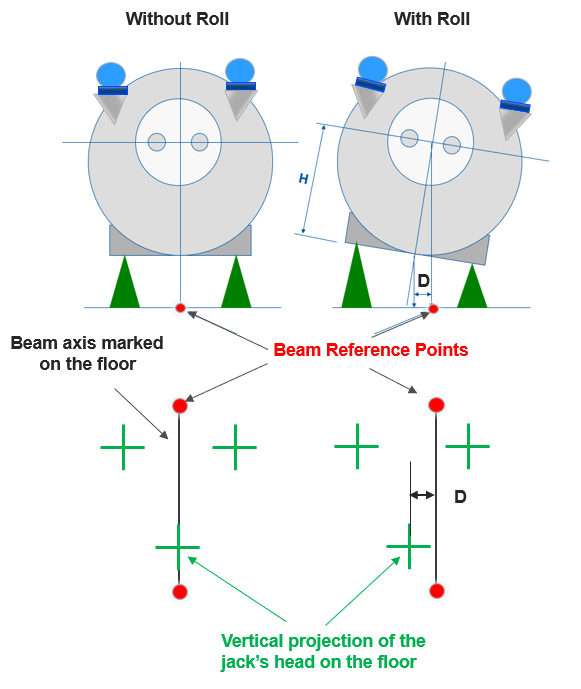 Without Roll
With Roll
H
D
Beam axis marked
on the floor
Beam Reference Points
D
Vertical projection of the
jack’s head on the floor